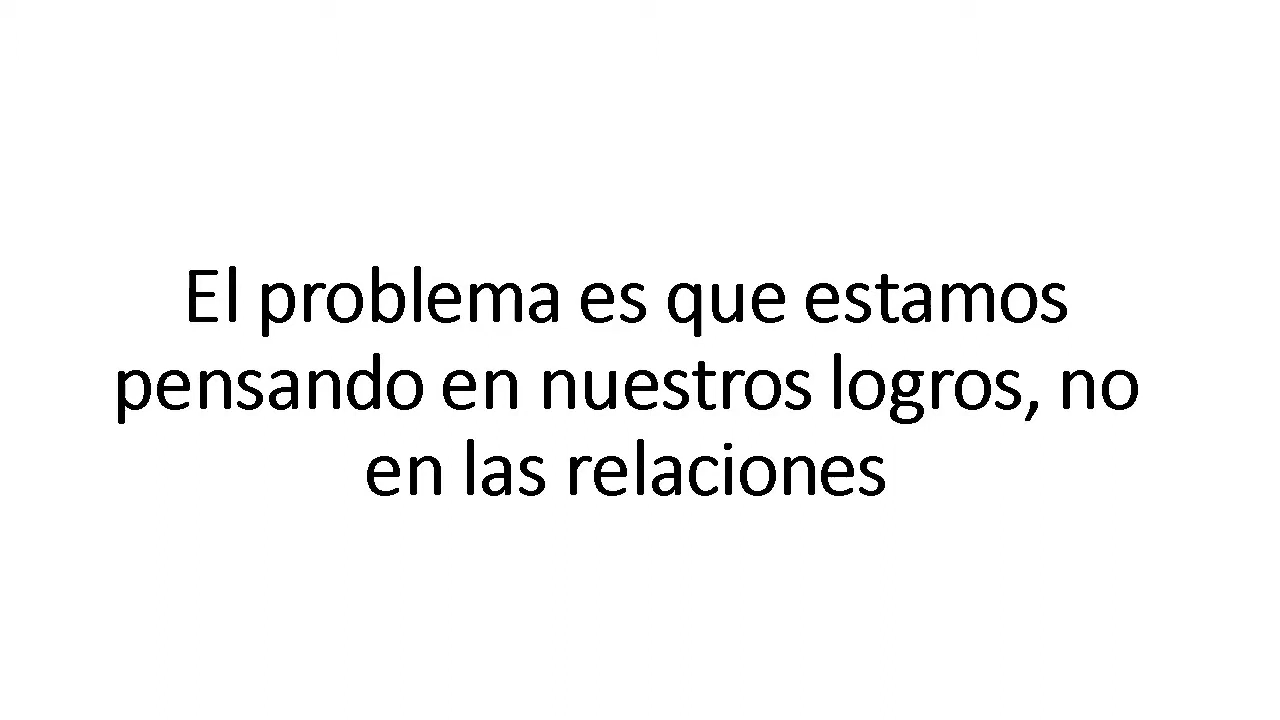 El problema es que estamos
pensando en nuestros logros, no
en las relaciones